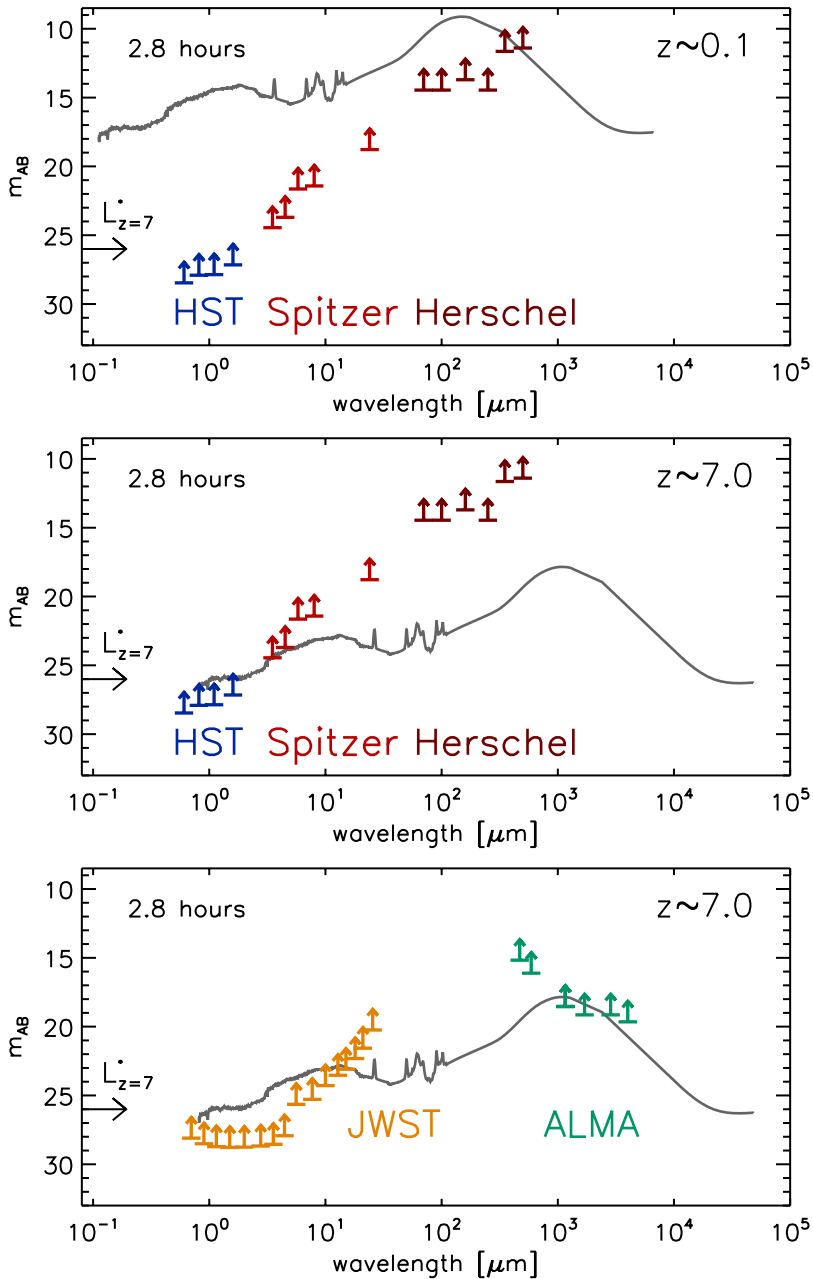 2.8 hours z~0.1
10
15
20
25
30
m_AB
L*_z=7
HST Spitzer Herschel
10^-1 10^0 10^1 10^2 10^3 10^4 10^5
wavelength [μm]
2.8 hours z~7.0
10
15
20
25
30
m_AB
L*_z=7
HST Spitzer Herschel
10^-1 10^0 10^1 10^2 10^3 10^4 10^5
wavelength [μm]
2.8 hours z~7.0
10
15
20
25
30
m_AB
L*_z=7
JWST ALMA
10^-1 10^0 10^1 10^2 10^3 10^4 10^5
wavelength [μm]